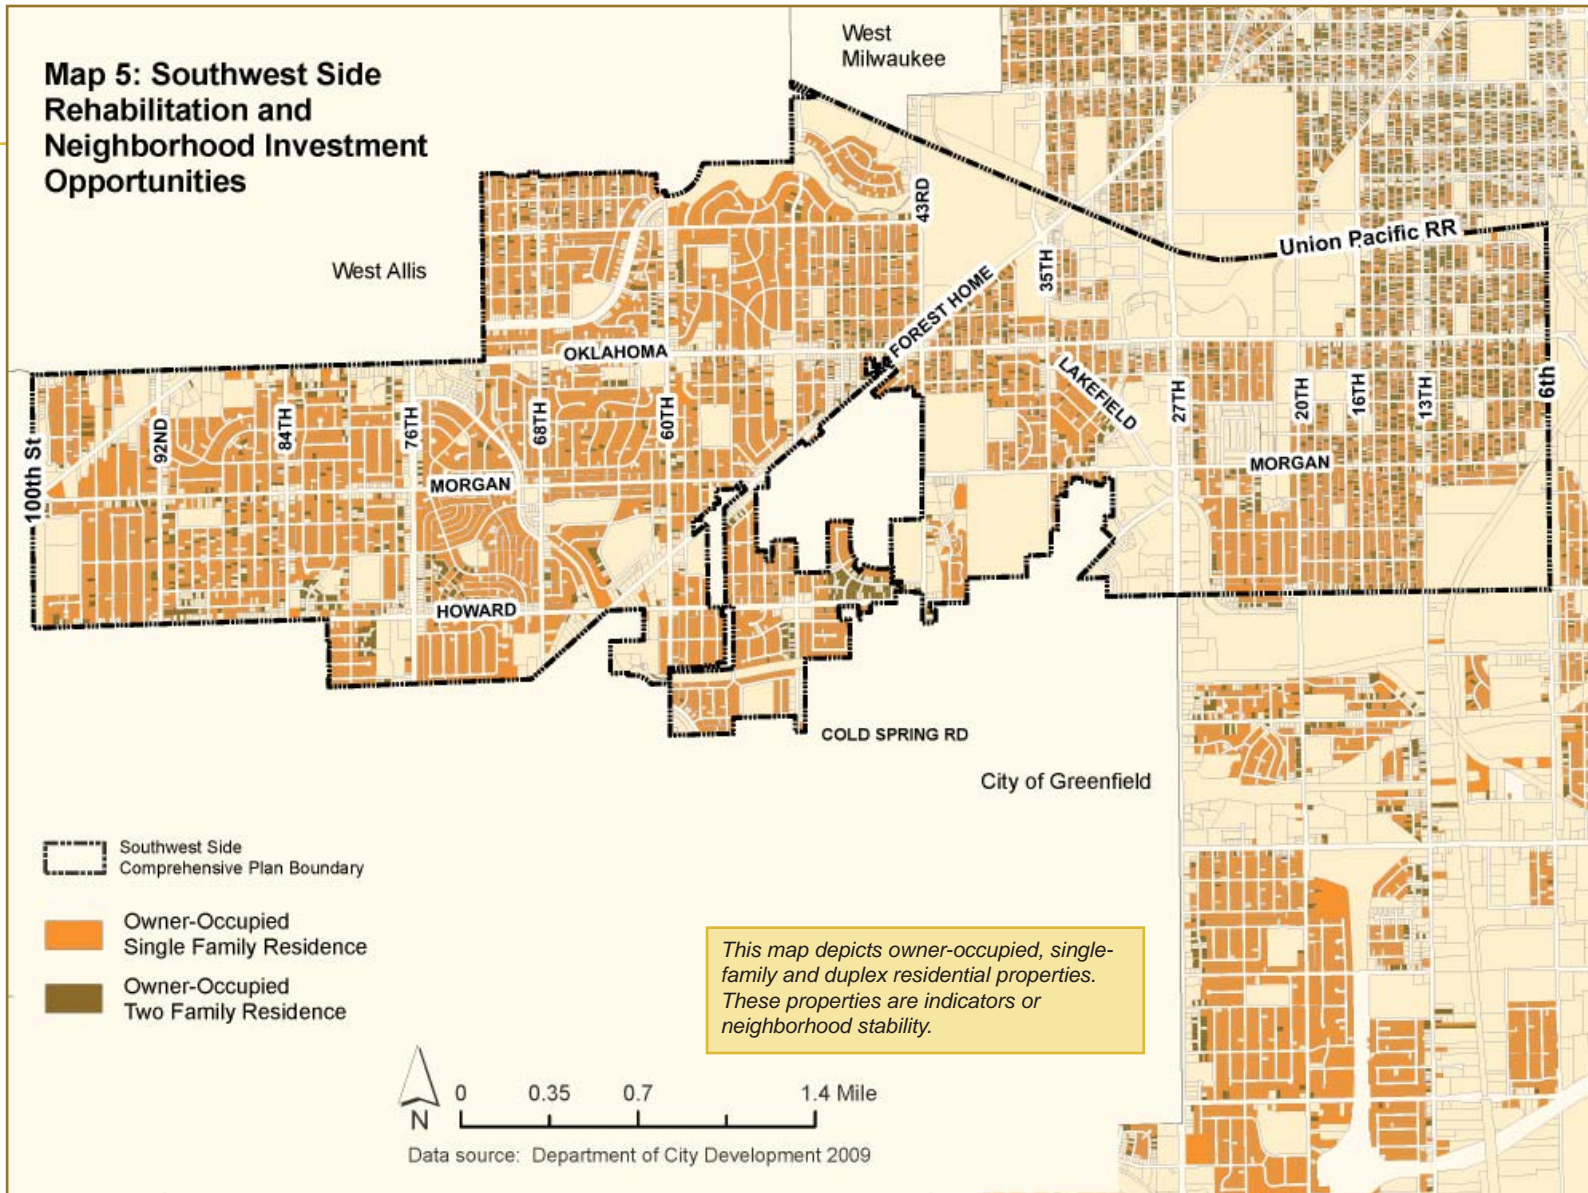 Map 5: Southwest Side
Rehabilitation and
Neighborhood Investment
Opportunities
West
Milwaukee
West Allis
43RD
Union Pacific RR
35TH
FOREST HOME
OKLAHOMA
LAKEFIELD
100th St
92ND
84TH
76TH
68TH
60TH
27TH
20TH
16TH
13TH
6th
MORGAN
MORGAN
HOWARD
COLD SPRING RD
City of Greenfield
Southwest Side
Comprehensive Plan Boundary
Owner-Occupied
Single Family Residence
Owner-Occupied
Two Family Residence
This map depicts owner-occupied, single-
family and duplex residential properties.
These properties are indicators or
neighborhood stability.
N
0 0.35 0.7 1.4 Mile
Data source: Department of City Development 2009